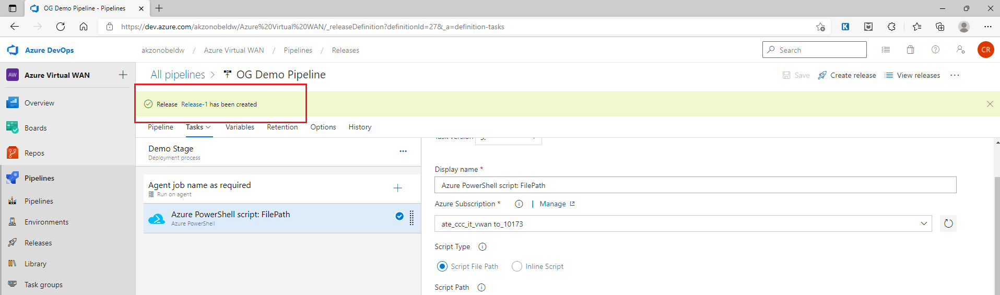 OG Demo Pipeline - Pipelines
https://dev.azure.com/akzonobeldw/Azure%20Virtual%20WAN/_releaseDefinition?definitionId=27&_a=definition-tasks
Azure DevOps
akzonobeldw / Azure Virtual WAN / Pipelines / Releases
Search
CR
AW Azure Virtual WAN
All pipelines > OG Demo Pipeline
Save Create release View releases
Release Release-1 has been created
Overview
Boards
Repos
Pipelines
Pipelines
Environments
Releases
Library
Task groups
Pipeline Tasks Variables Retention Options History
Demo Stage
Deployment process
Agent job name as required
Run on agent
Azure PowerShell script: FilePath
Azure PowerShell
Task version
Display name *
Azure PowerShell script: FilePath
Azure Subscription * | Manage
ate_ccc_it_vwan to_10173
Script Type
Script File Path Inline Script
Script Path